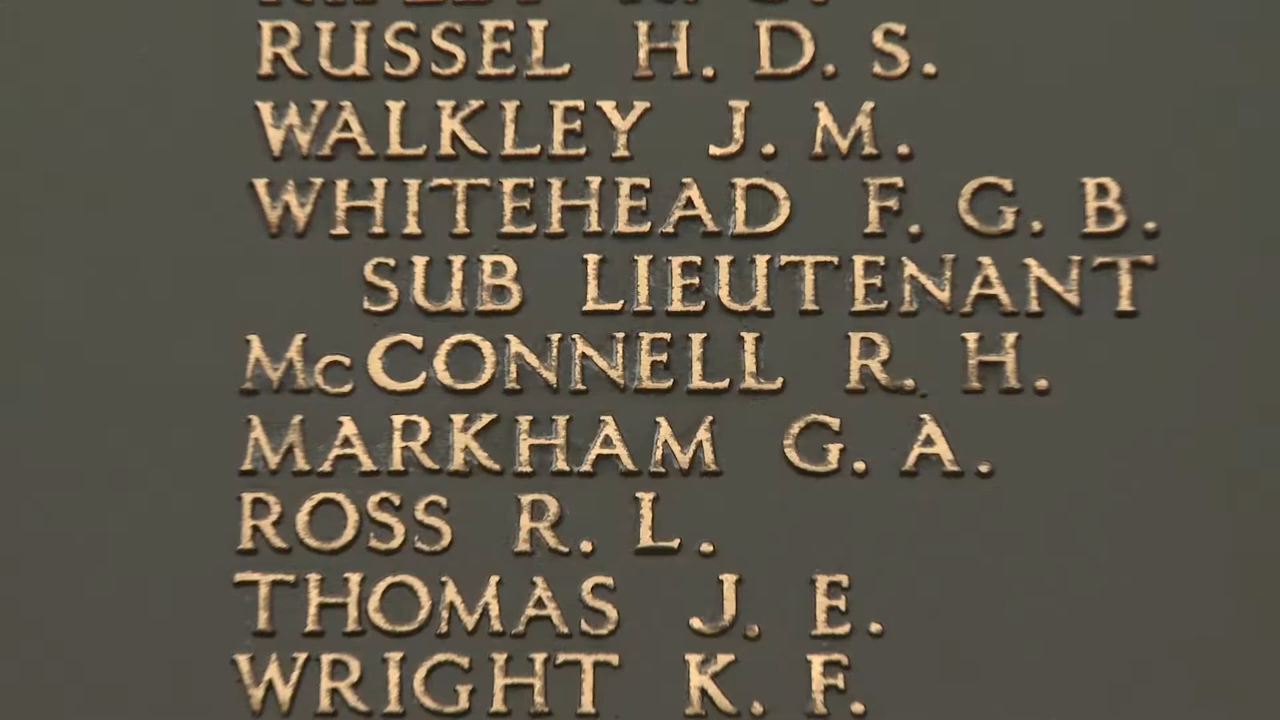 RUSSEL H. D. S.
WALKLEY J. M.
WHITEHEAD F. G. B.
SUB LIEUTENANT
McCONNELL R. H.
MARKHAM G. A.
ROSS R. L.
THOMAS J. E.
WRIGHT K. F.